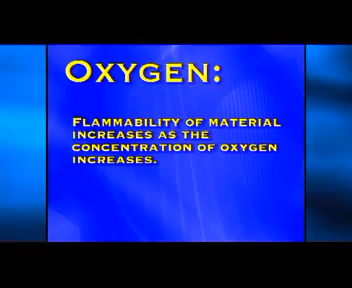 OXYGEN:
FLAMMABILITY OF MATERIAL
INCREASES AS THE
CONCENTRATION OF OXYGEN
INCREASES.